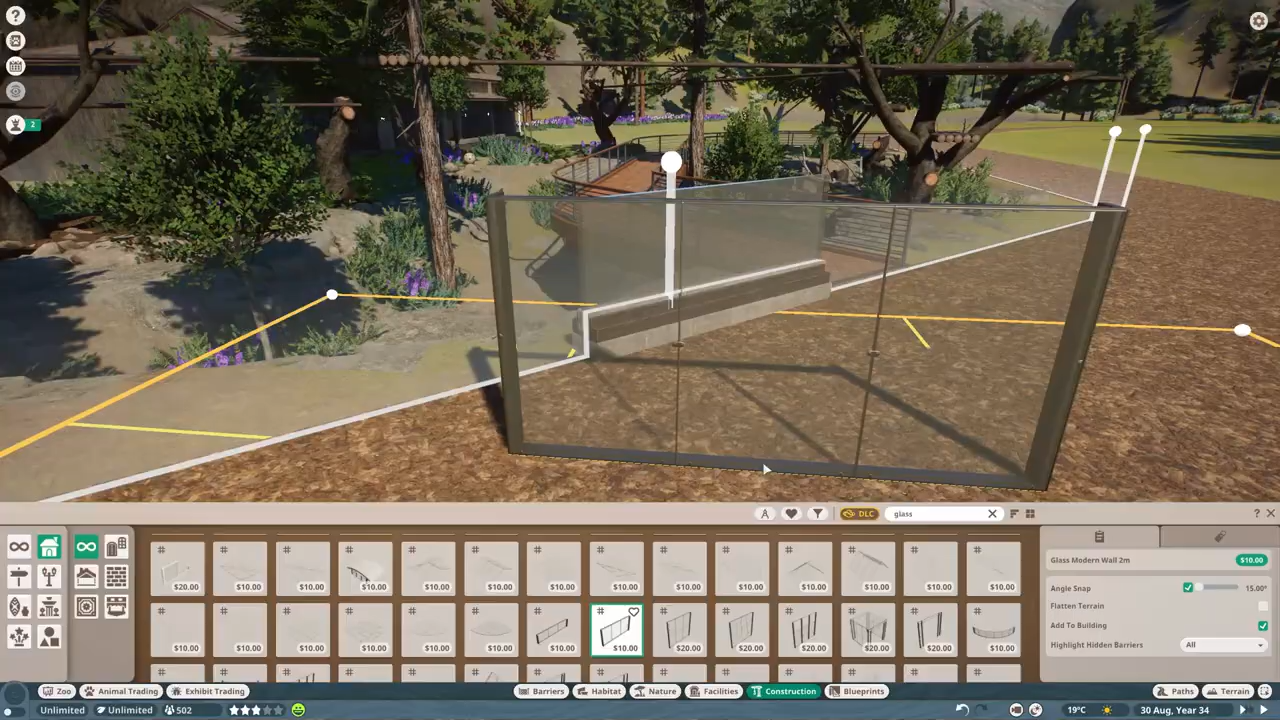 ?
2
DLC glass
? ×
$20.00 $10.00 $10.00 $10.00 $10.00 $10.00 $10.00 $10.00 $10.00 $10.00 $10.00 $10.00 $10.00 $10.00
$10.00 $10.00 $10.00 $10.00 $10.00 $10.00 $10.00 $10.00 $20.00 $20.00 $20.00 $20.00 $20.00 $10.00
Glass Modern Wall 2m $10.00
Angle Snap 15.00°
Flatten Terrain
Add To Building
Highlight Hidden Barriers All
Zoo Animal Trading Exhibit Trading Barriers Habitat Nature Facilities Construction Blueprints Paths Terrain
Unlimited Unlimited 502 19°C 30 Aug, Year 34